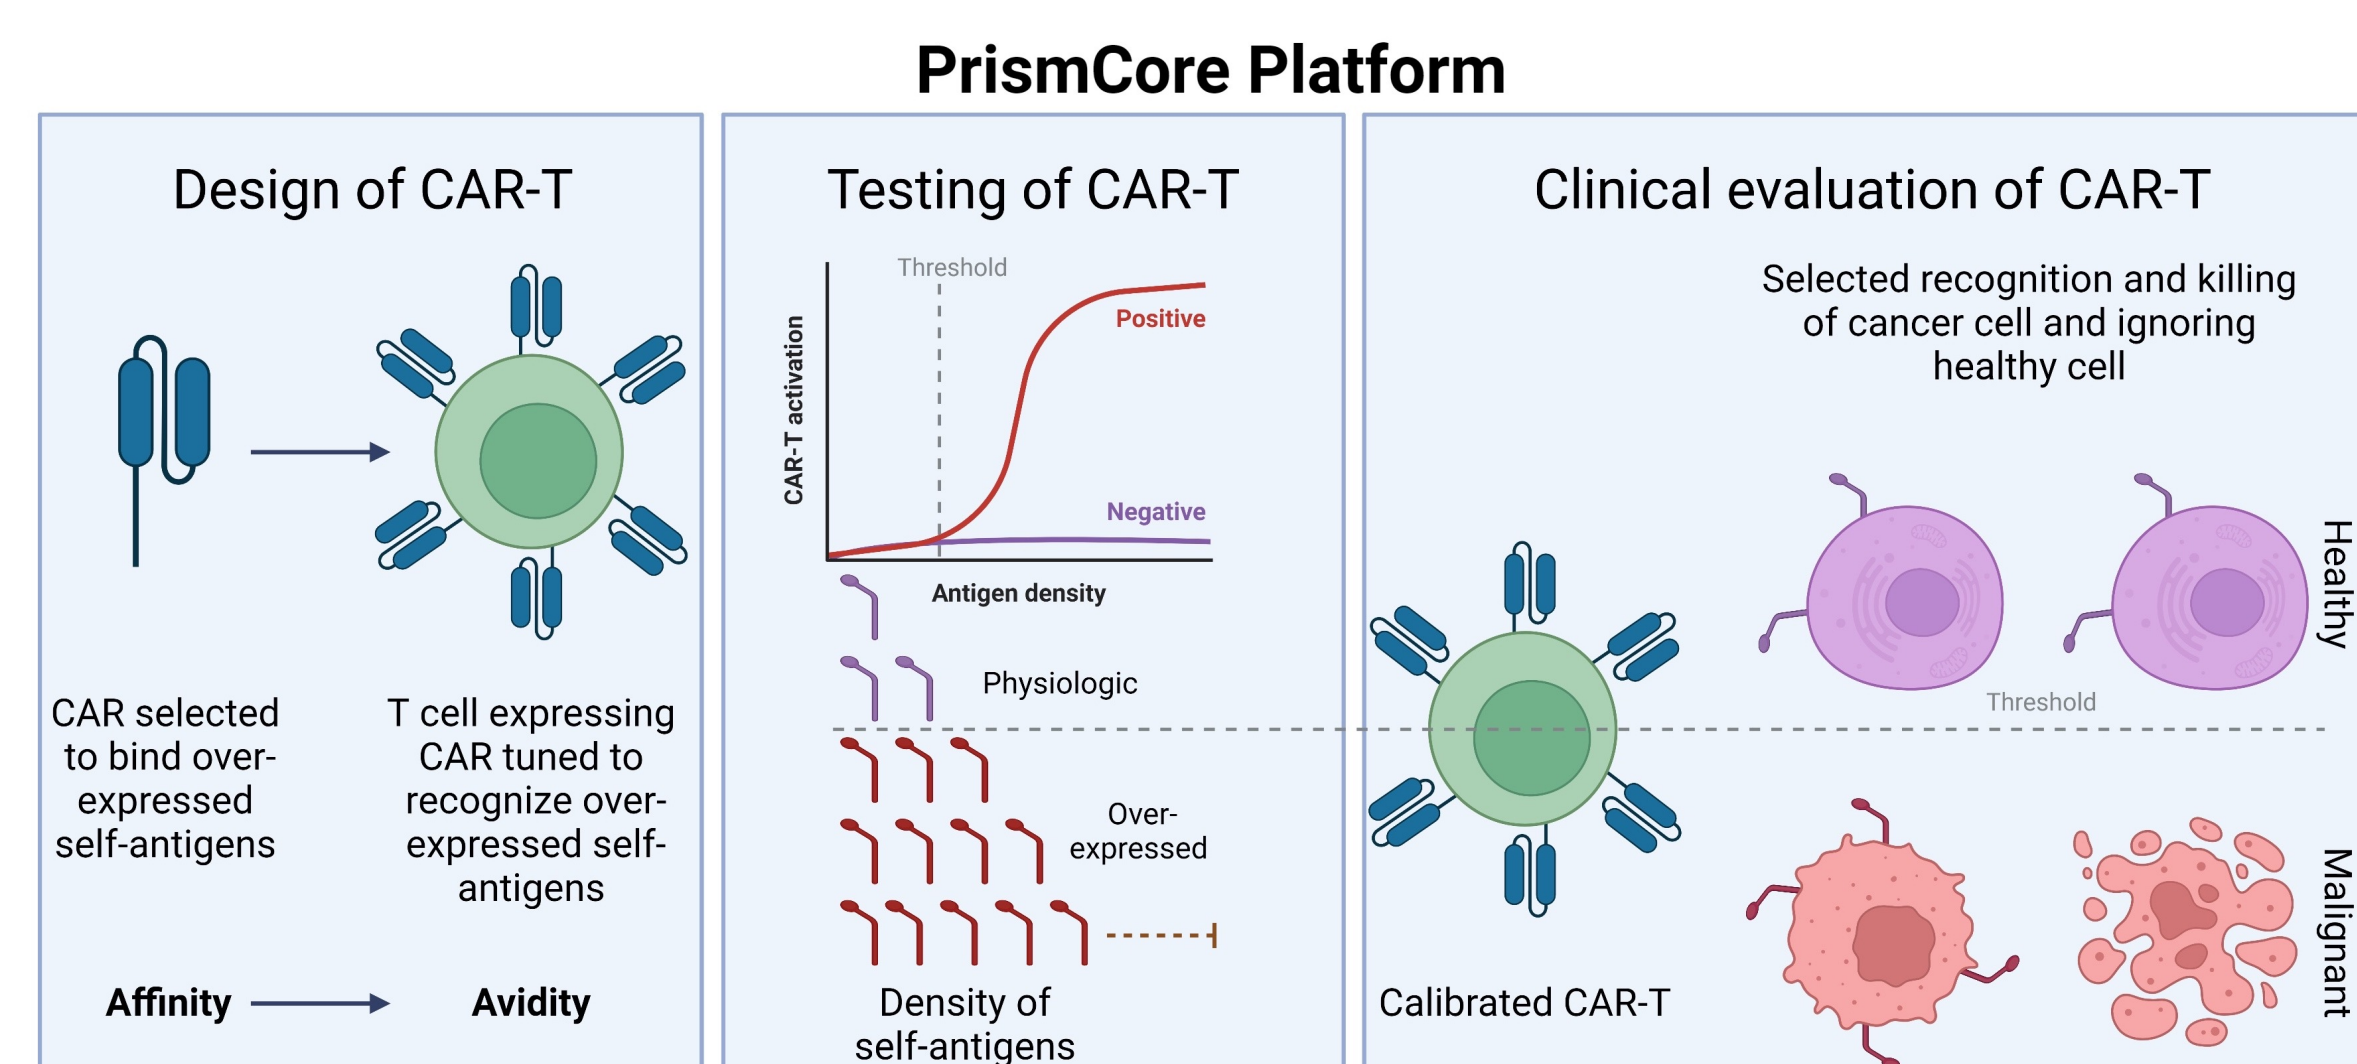 PrismCore Platform
Design of CAR-T
CAR selected
to bind over-
expressed
self-antigens
T cell expressing
CAR tuned to
recognize over-
expressed self-
antigens
Affinity
Avidity
Testing of CAR-T
Threshold
Positive
CAR-T activation
Negative
Antigen density
Physiologic
Over-
expressed
Density of
self-antigens
Clinical evaluation of CAR-T
Selected recognition and killing
of cancer cell and ignoring
healthy cell
Healthy
Threshold
Malignant
Calibrated CAR-T